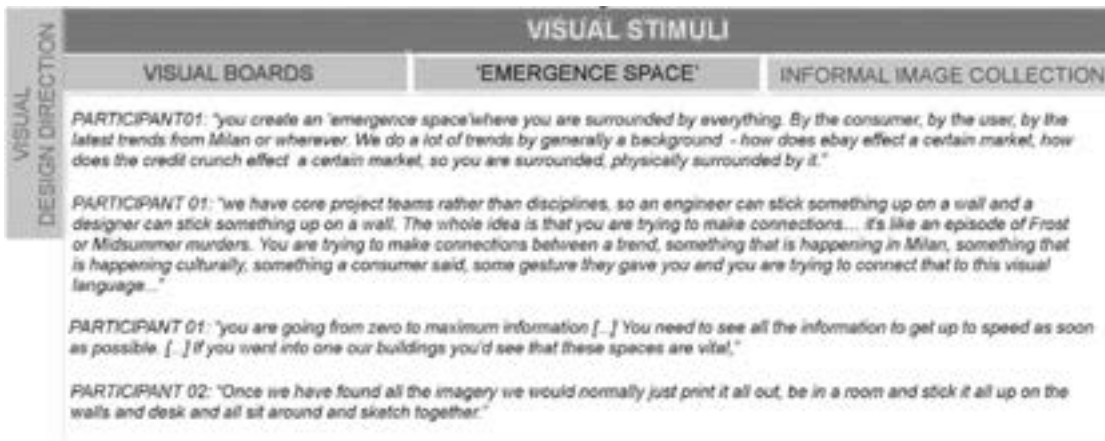 VISUAL STIMULI
VISUAL
DESIGN DIRECTION
VISUAL BOARDS
'EMERGENCE SPACE'
INFORMAL IMAGE COLLECTION
PARTICIPANT01: "you create an 'emergence space'where you are surrounded by everything. By the consumer, by the user, by the
latest trends from Milan or wherever. We do a lot of trends by generally a background - how does ebay effect a certain market, how
does the credit crunch effect a certain market, so you are surrounded, physically surrounded by it."
PARTICIPANT 01: "we have core project teams rather than disciplines, so an engineer can stick something up on a wall and a
designer can stick something up on a wall. The whole idea is that you are trying to make connections... it's like an episode of Frost
or Midsummer murders. You are trying to make connections between a trend, something that is happening in Milan, something that
is happening culturally, something a consumer said, some gesture they gave you and you are trying to connect that to this visual
language..."
PARTICIPANT 01: "you are going from zero to maximum information [...] You need to see all the information to get up to speed as soon
as possible. [...] If you went into one our buildings you'd see that these spaces are vital,"
PARTICIPANT 02: "Once we have found all the imagery we would normally just print it all out, be in a room and stick it all up on the
walls and desk and all sit around and sketch together."